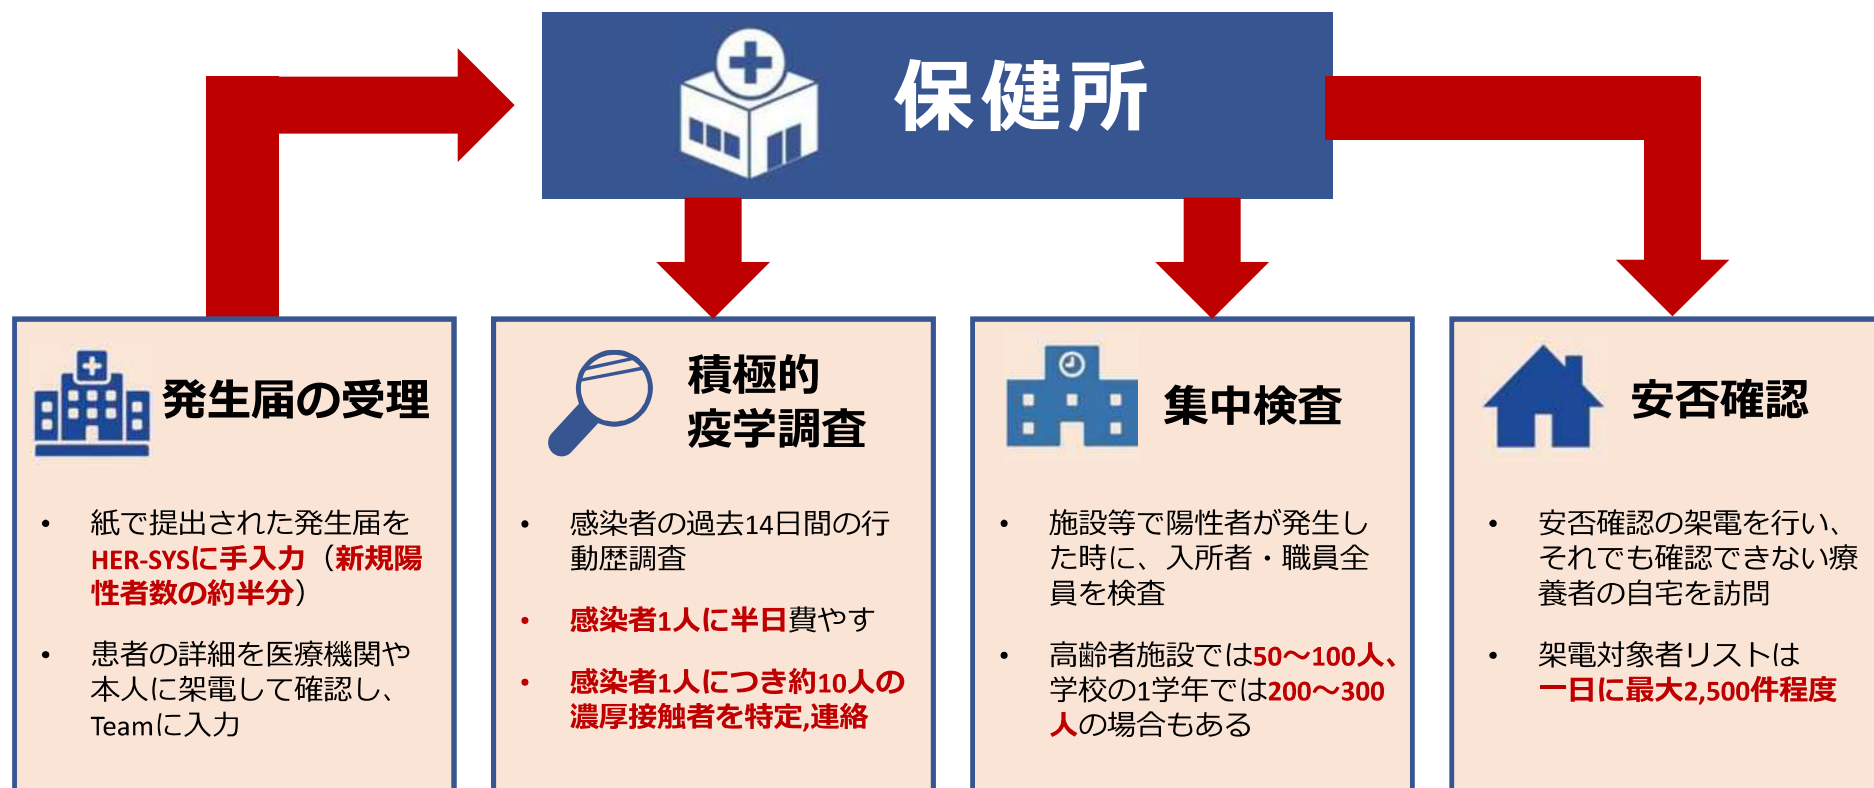 保健所
発生届の受理
• 紙で提出された発生届を
HER-SYSに手入力（新規陽
性者数の約半分）
• 患者の詳細を医療機関や
本人に架電して確認し、
Teamに入力
積極的
疫学調査
• 感染者の過去14日間の行
動歴調査
• 感染者1人に半日費やす
• 感染者1人につき約10人の
濃厚接触者を特定,連絡
集中検査
• 施設等で陽性者が発生し
た時に、入所者・職員全
員を検査
• 高齢者施設では50～100人、
学校の1学年では200～300
人の場合もある
安否確認
• 安否確認の架電を行い、
それでも確認できない療
養者の自宅を訪問
• 架電対象者リストは
一日に最大2,500件程度